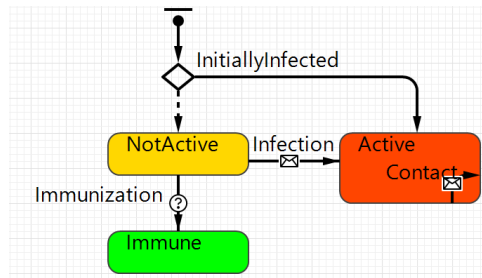 InitiallyInfected
NotActive
Infection
Active
Contact
Immunization
?
Immune